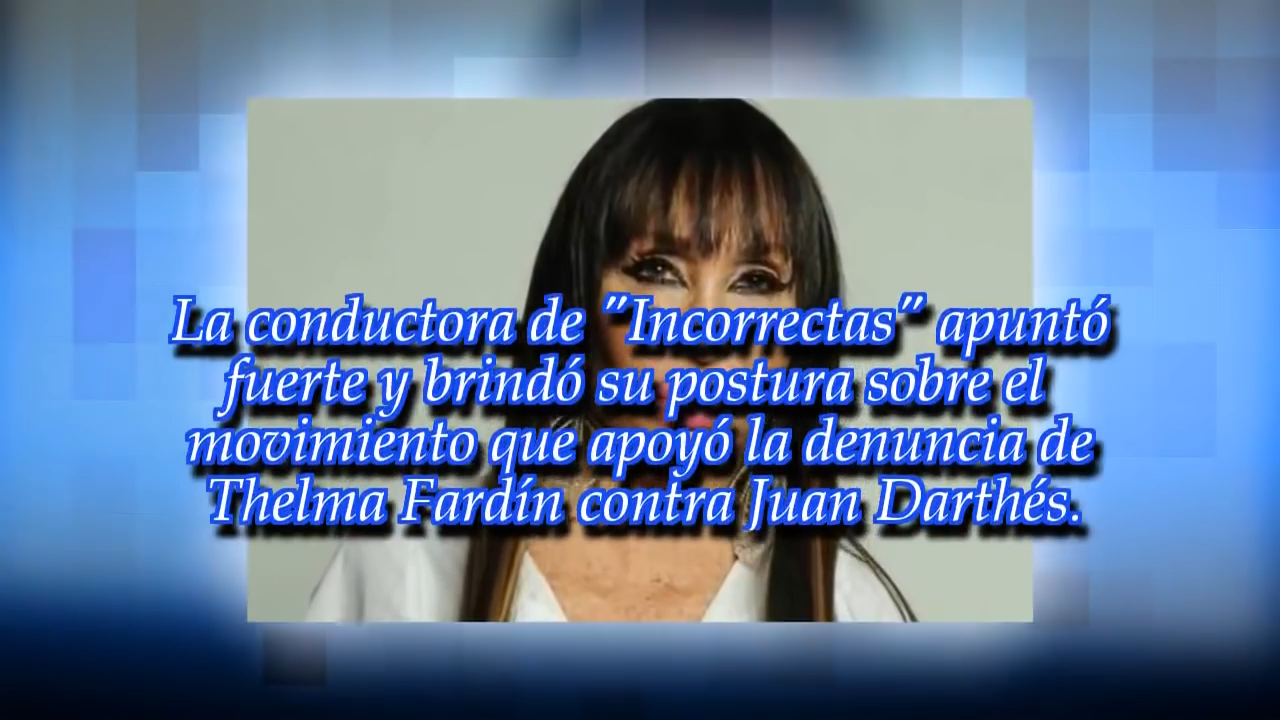 La conductora de "Incorrectas" apuntó
fuerte y brindó su postura sobre el
movimiento que apoyó la denuncia de
Thelma Fardín contra Juan Darthés.